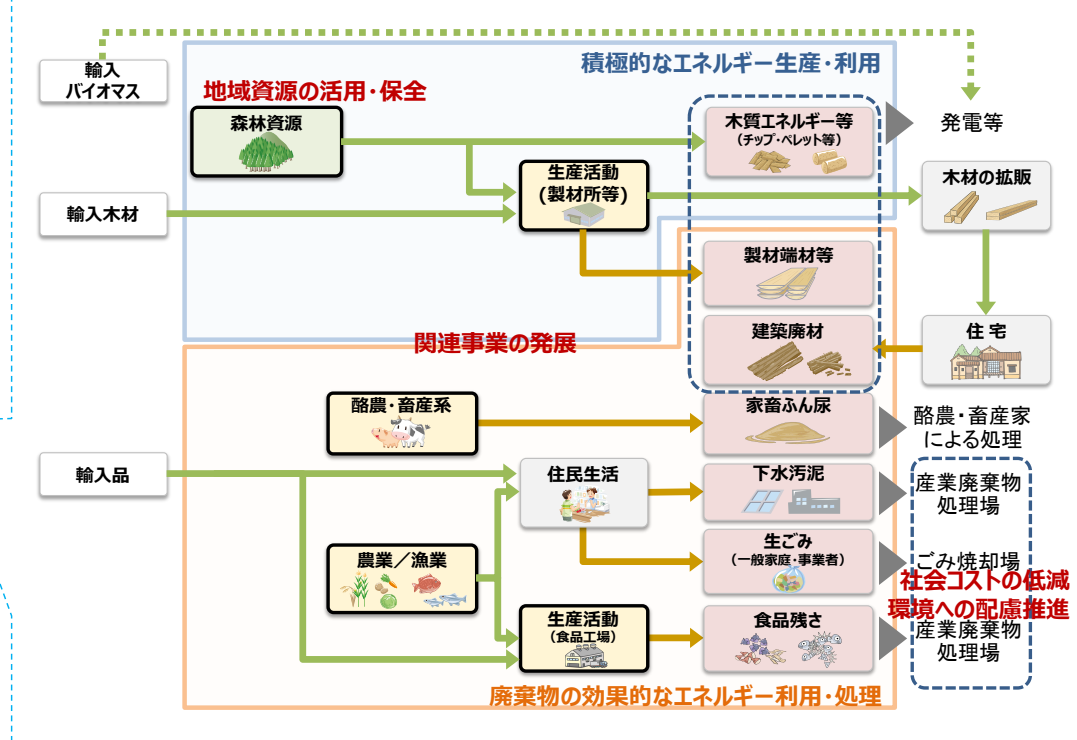 輸入
バイオマス
積極的なエネルギー生産・利用
地域資源の活用・保全
森林資源
木質エネルギー等
(チップ・ペレット等)
発電等
生産活動
(製材所等)
木材の拡販
輸入木材
製材端材等
関連事業の発展
建築廃材
住 宅
酪農・畜産系
家畜ふん尿
酪農・畜産家
による処理
輸入品
住民生活
下水汚泥
産業廃棄物
処理場
農業／漁業
生ごみ
(一般家庭・事業者)
ごみ焼却場
社会コストの低減
環境への配慮推進
生産活動
(食品工場)
食品残さ
産業廃棄物
処理場
廃棄物の効果的なエネルギー利用・処理